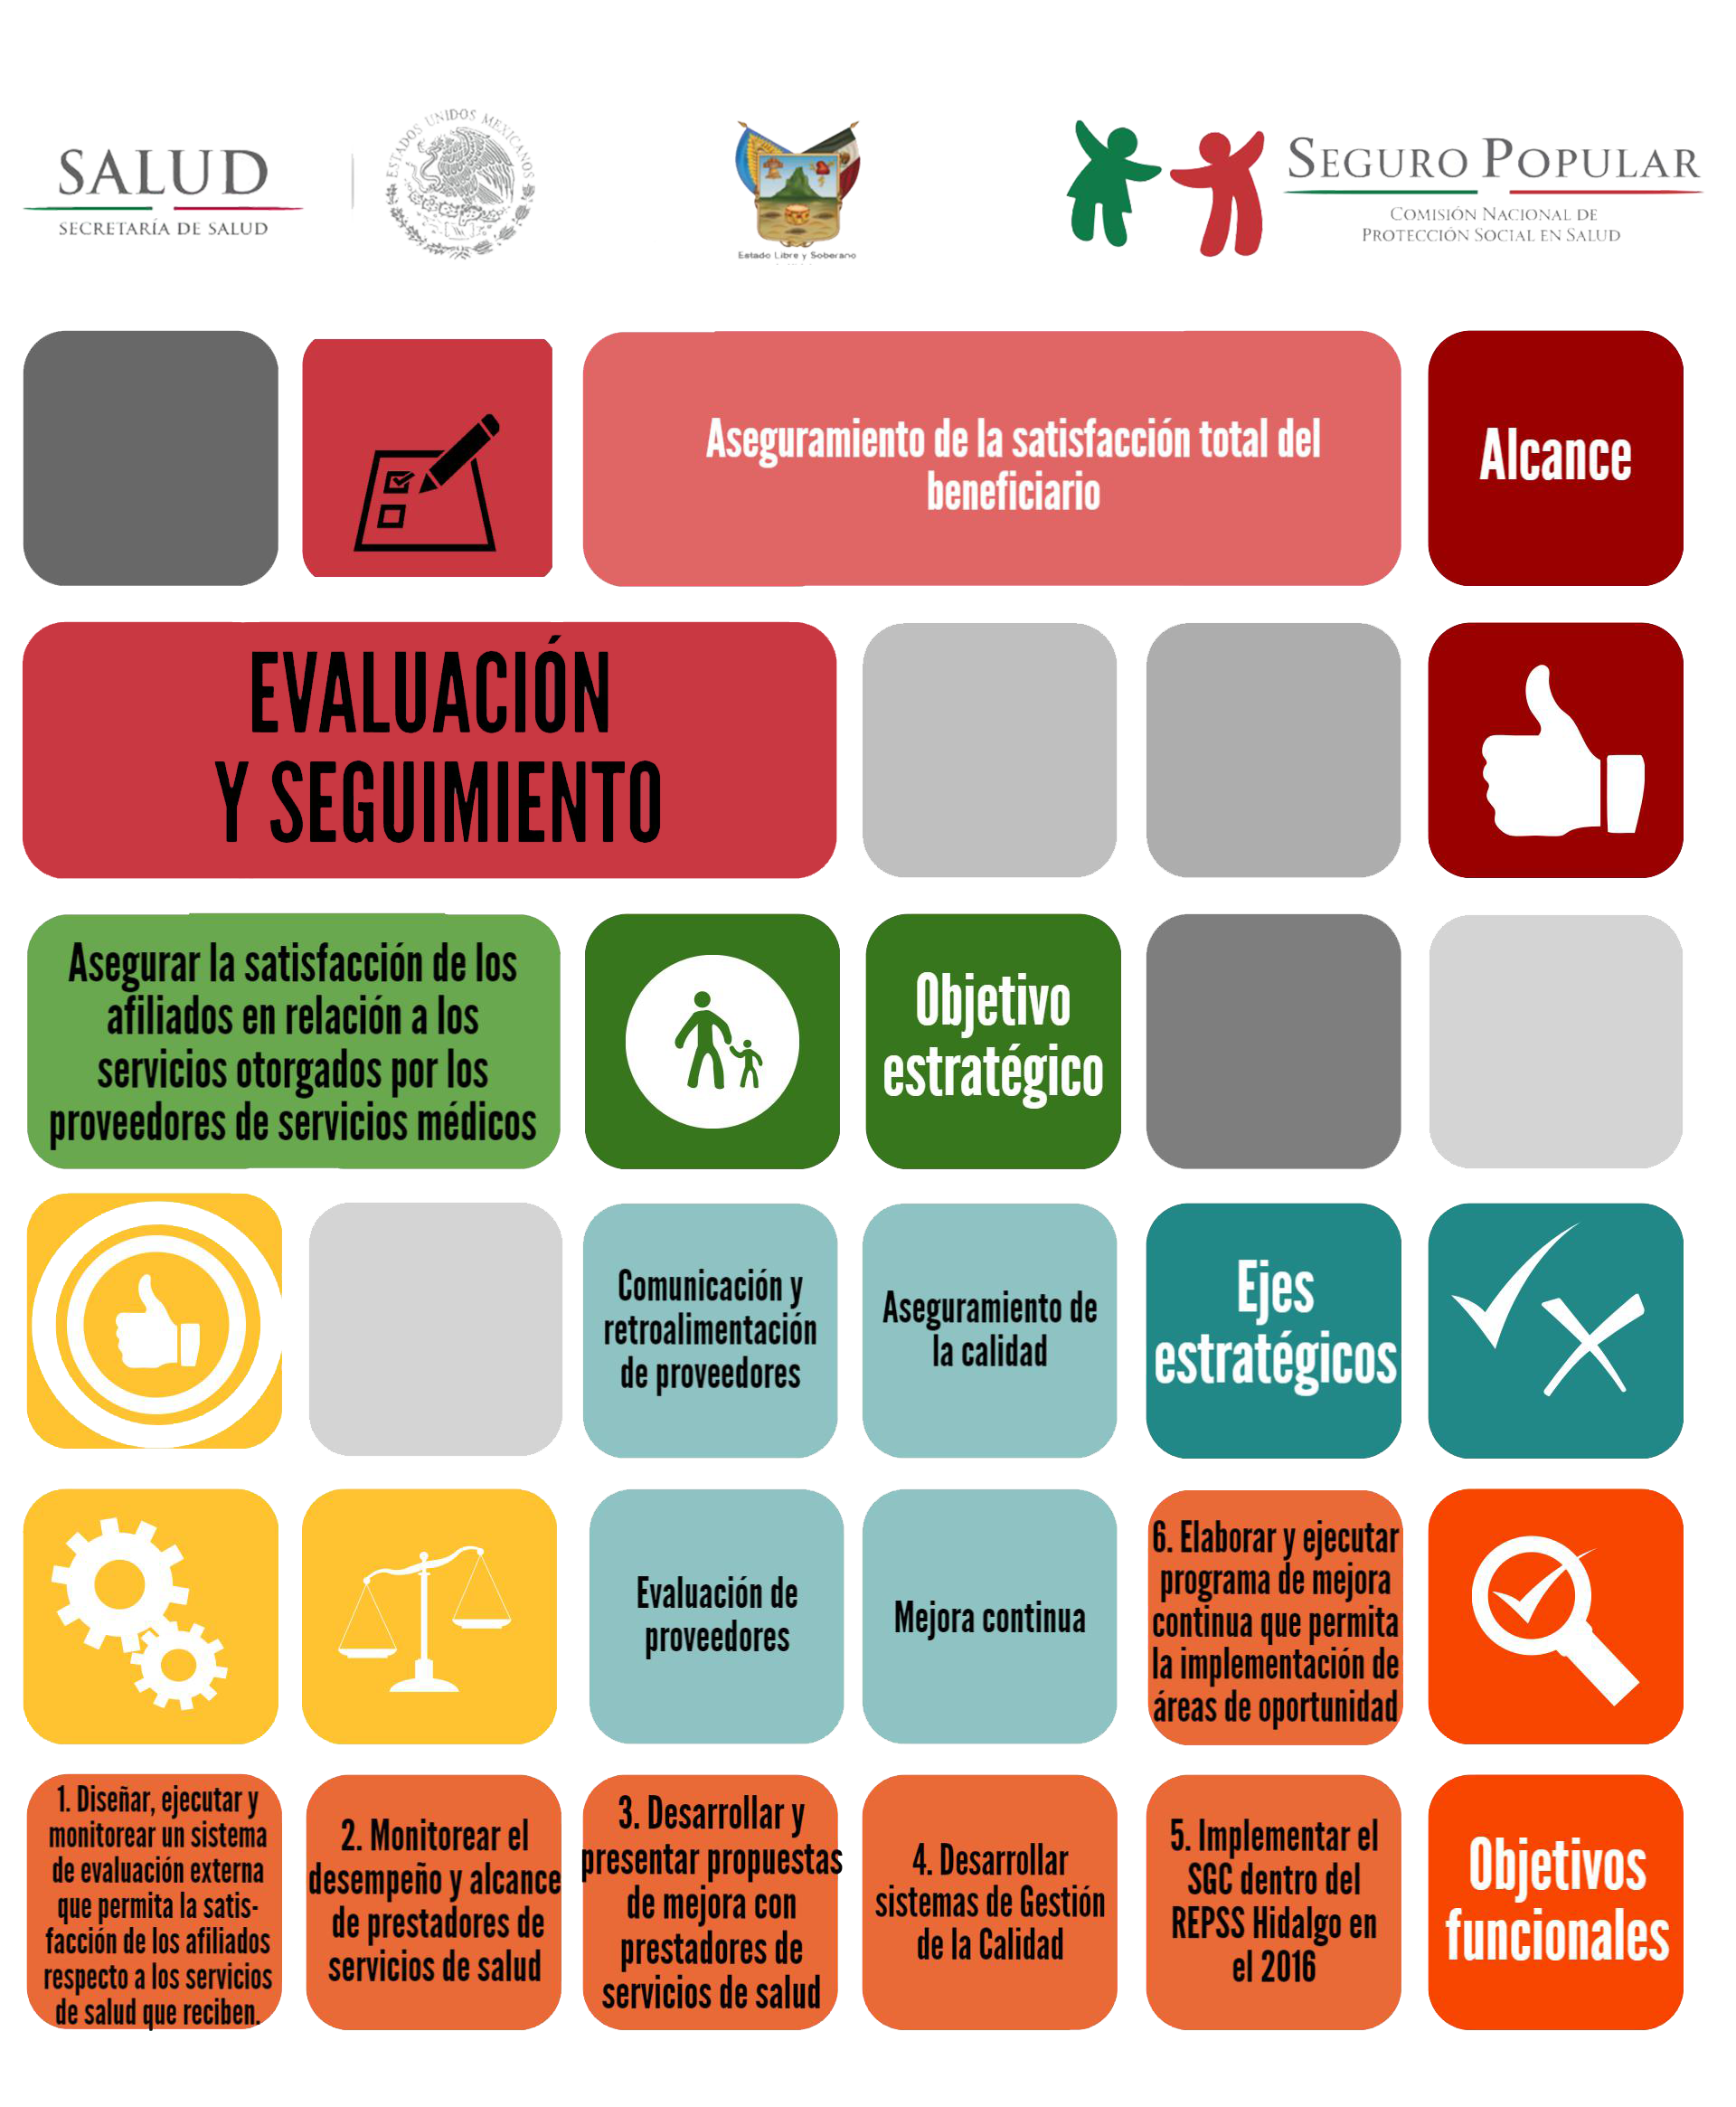 SALUD
SECRETARÍA DE SALUD
ESTADOS UNIDOS MEXICANOS
Estado Libre y Soberano
SEGURO POPULAR
COMISIÓN NACIONAL DE
PROTECCIÓN SOCIAL EN SALUD
Aseguramiento de la satisfacción total del
beneficiario
Alcance
EVALUACIÓN
Y SEGUIMIENTO
Asegurar la satisfacción de los
afiliados en relación a los
servicios otorgados por los
proveedores de servicios médicos
Objetivo
estratégico
Comunicación y
retroalimentación
de proveedores
Aseguramiento de
la calidad
Ejes
estratégicos
Evaluación de
proveedores
Mejora continua
6. Elaborar y ejecutar
programa de mejora
continua que permita
la implementación de
áreas de oportunidad
1. Diseñar, ejecutar y
monitorear un sistema
de evaluación externa
que permita la satis-
facción de los afiliados
respecto a los servicios
de salud que reciben.
2. Monitorear el
desempeño y alcance
de prestadores de
servicios de salud
3. Desarrollar y
presentar propuestas
de mejora con
prestadores de
servicios de salud
4. Desarrollar
sistemas de Gestión
de la Calidad
5. Implementar el
SGC dentro del
REPSS Hidalgo en
el 2016
Objetivos
funcionales